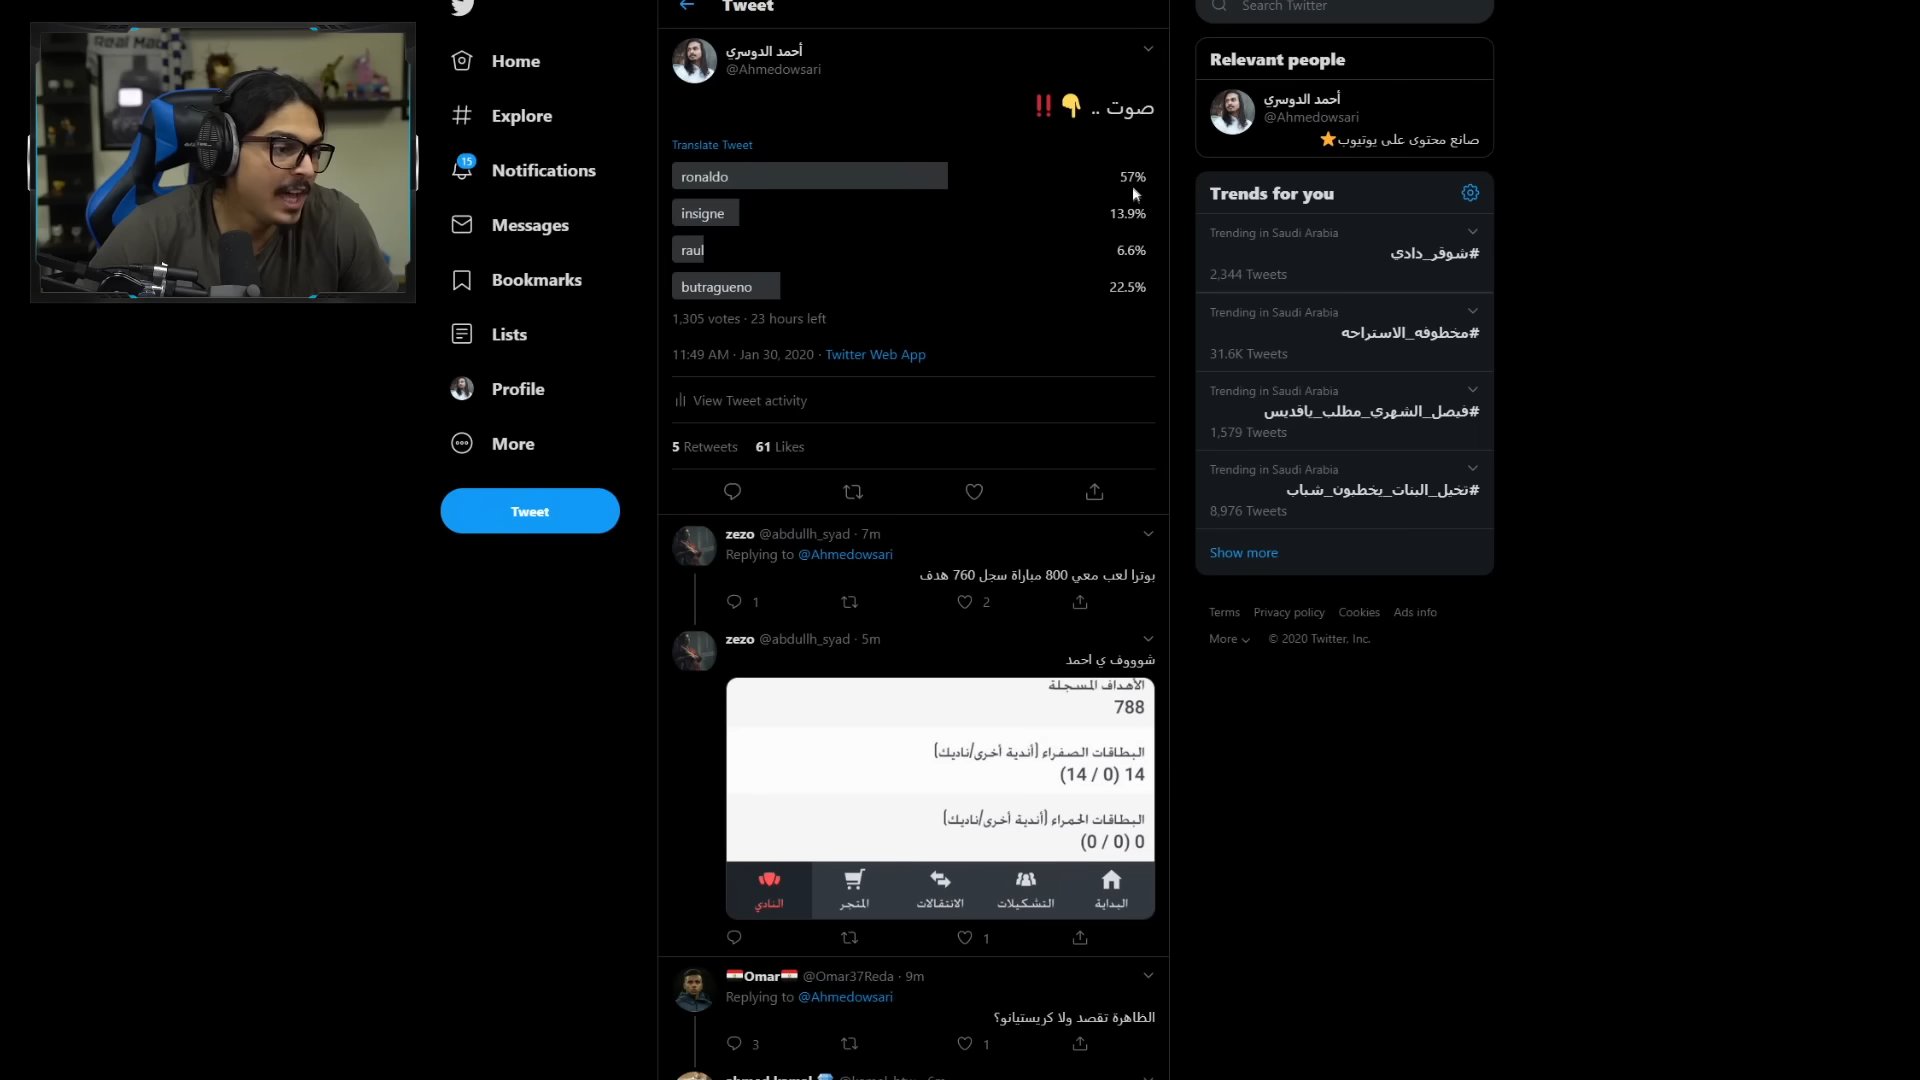 Real Mad
Home
Explore
15
Notifications
Messages
Bookmarks
Lists
Profile
More
Tweet
Tweet
أحمد الدوسري
@Ahmedowsari
صوت .. 👇‼️
Translate Tweet
ronaldo 57%
insigne 13.9%
raul 6.6%
butragueno 22.5%
1,305 votes · 23 hours left
11:49 AM · Jan 30, 2020 · Twitter Web App
View Tweet activity
5 Retweets 61 Likes
zezo @abdullh_syad · 7m
Replying to @Ahmedowsari
بوترا لعب معي 800 مباراة سجل 760 هدف
1 2
zezo @abdullh_syad · 5m
شوووف ي احمد
الأهداف المسجلة
788
البطاقات الصفراء (أندية أخرى/ناديك)
14 (0 / 14)
البطاقات الحمراء (أندية أخرى/ناديك)
0 (0 / 0)
البداية
التشكيلات
الانتقالات
المتجر
النادي
1
🇪🇬Omar🇪🇬 @Omar37Reda · 9m
Replying to @Ahmedowsari
الظاهرة تقصد ولا كريستيانو؟
3 1
Search Twitter
Relevant people
أحمد الدوسري
@Ahmedowsari
صانع محتوى على يوتيوب⭐
Trends for you
Trending in Saudi Arabia
#شوقر_دادي
2,344 Tweets
Trending in Saudi Arabia
#مخطوفه_الاستراحه
31.6K Tweets
Trending in Saudi Arabia
#فيصل_الشهري_مطلب_ياقديس
1,579 Tweets
Trending in Saudi Arabia
#تخيل_البنات_يخطبون_شباب
8,976 Tweets
Show more
Terms Privacy policy Cookies Ads info
More © 2020 Twitter, Inc.